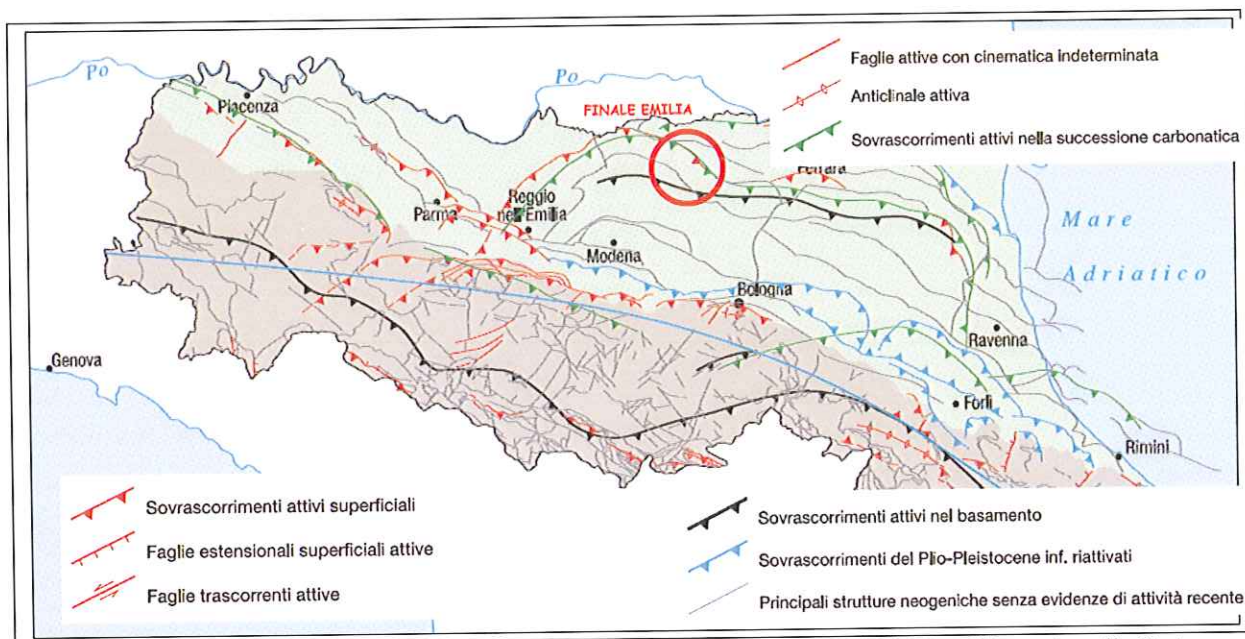 Po
Po
Piacenza
FINALE EMILIA
Faglie attive con cinematica indeterminata
Anticlinale attiva
Sovrascorrimenti attivi nella successione carbonatica
Ferrara
Parma
Reggio
nell'Emilia
Modena
Bologna
Mare
Adriatico
Ravenna
Genova
Forlì
Rimini
Sovrascorrimenti attivi superficiali
Faglie estensionali superficiali attive
Faglie trascorrenti attive
Sovrascorrimenti attivi nel basamento
Sovrascorrimenti del Plio-Pleistocene inf. riattivati
Principali strutture neogeniche senza evidenze di attività recente